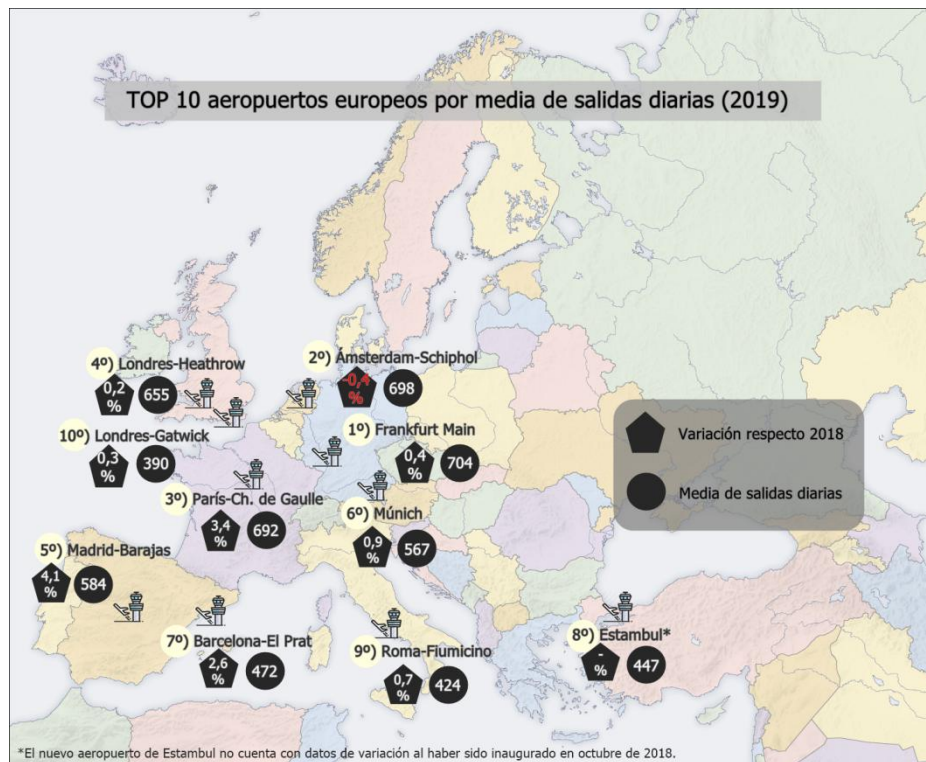 TOP 10 aeropuertos europeos por media de salidas diarias (2019)
4º) Londres-Heathrow
0,2
%
655
2º) Ámsterdam-Schiphol
-0,4
%
698
10º) Londres-Gatwick
0,3
%
390
1º) Frankfurt Main
0,4
%
704
Variación respecto 2018
Media de salidas diarias
3º) París-Ch. de Gaulle
3,4
%
692
6º) Múnich
0,9
%
567
5º) Madrid-Barajas
4,1
%
584
7º) Barcelona-El Prat
2,6
%
472
9º) Roma-Fiumicino
0,7
%
424
8º) Estambul*
-
%
447
*El nuevo aeropuerto de Estambul no cuenta con datos de variación al haber sido inaugurado en octubre de 2018.